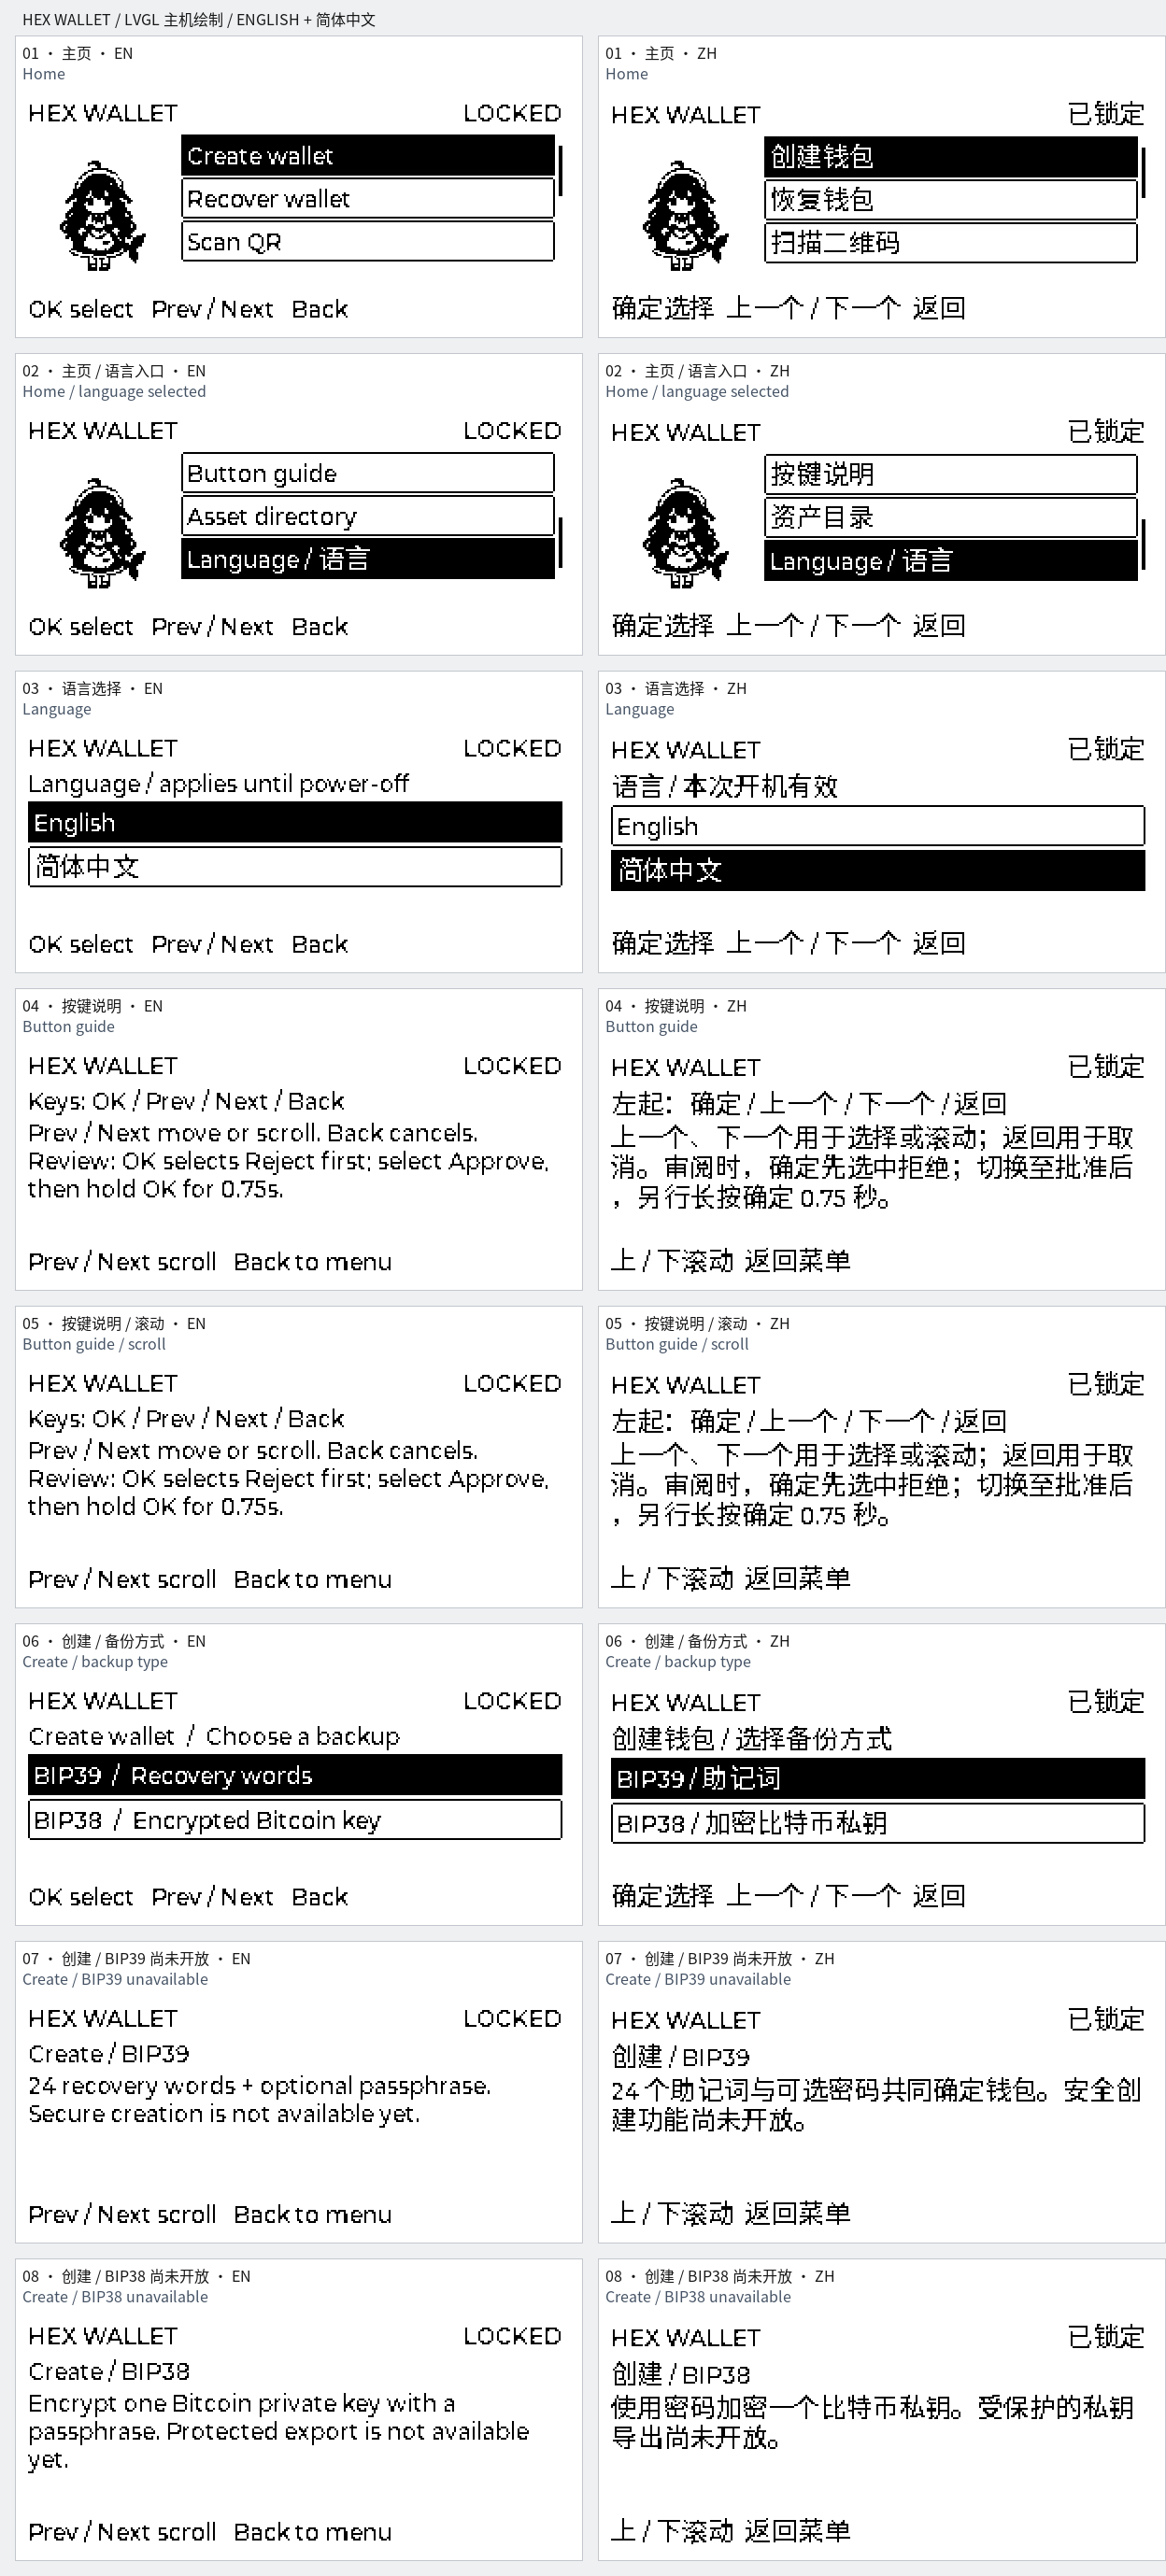 HEX WALLET / LVGL 主机绘制 / ENGLISH + 简体中文
01 · 主页 · EN
Home
HEX WALLET LOCKED
Create wallet
Recover wallet
Scan QR
OK select Prev / Next Back
01 · 主页 · ZH
Home
HEX WALLET 已锁定
创建钱包
恢复钱包
扫描二维码
确定选择 上一个 / 下一个 返回
02 · 主页 / 语言入口 · EN
Home / language selected
HEX WALLET LOCKED
Button guide
Asset directory
Language / 语言
OK select Prev / Next Back
02 · 主页 / 语言入口 · ZH
Home / language selected
HEX WALLET 已锁定
按键说明
资产目录
Language / 语言
确定选择 上一个 / 下一个 返回
03 · 语言选择 · EN
Language
HEX WALLET LOCKED
Language / applies until power-off
English
简体中文
OK select Prev / Next Back
03 · 语言选择 · ZH
Language
HEX WALLET 已锁定
语言 / 本次开机有效
English
简体中文
确定选择 上一个 / 下一个 返回
04 · 按键说明 · EN
Button guide
HEX WALLET LOCKED
Keys: OK / Prev / Next / Back
Prev / Next move or scroll. Back cancels.
Review: OK selects Reject first; select Approve,
then hold OK for 0.75s.
Prev / Next scroll Back to menu
04 · 按键说明 · ZH
Button guide
HEX WALLET 已锁定
左起：确定 / 上一个 / 下一个 / 返回
上一个、下一个用于选择或滚动；返回用于取
消。审阅时，确定先选中拒绝；切换至批准后
，另行长按确定 0.75 秒。
上 / 下滚动 返回菜单
05 · 按键说明 / 滚动 · EN
Button guide / scroll
HEX WALLET LOCKED
Keys: OK / Prev / Next / Back
Prev / Next move or scroll. Back cancels.
Review: OK selects Reject first; select Approve,
then hold OK for 0.75s.
Prev / Next scroll Back to menu
05 · 按键说明 / 滚动 · ZH
Button guide / scroll
HEX WALLET 已锁定
左起：确定 / 上一个 / 下一个 / 返回
上一个、下一个用于选择或滚动；返回用于取
消。审阅时，确定先选中拒绝；切换至批准后
，另行长按确定 0.75 秒。
上 / 下滚动 返回菜单
06 · 创建 / 备份方式 · EN
Create / backup type
HEX WALLET LOCKED
Create wallet / Choose a backup
BIP39 / Recovery words
BIP38 / Encrypted Bitcoin key
OK select Prev / Next Back
06 · 创建 / 备份方式 · ZH
Create / backup type
HEX WALLET 已锁定
创建钱包 / 选择备份方式
BIP39 / 助记词
BIP38 / 加密比特币私钥
确定选择 上一个 / 下一个 返回
07 · 创建 / BIP39 尚未开放 · EN
Create / BIP39 unavailable
HEX WALLET LOCKED
Create / BIP39
24 recovery words + optional passphrase.
Secure creation is not available yet.
Prev / Next scroll Back to menu
07 · 创建 / BIP39 尚未开放 · ZH
Create / BIP39 unavailable
HEX WALLET 已锁定
创建 / BIP39
24 个助记词与可选密码共同确定钱包。安全创
建功能尚未开放。
上 / 下滚动 返回菜单
08 · 创建 / BIP38 尚未开放 · EN
Create / BIP38 unavailable
HEX WALLET LOCKED
Create / BIP38
Encrypt one Bitcoin private key with a
passphrase. Protected export is not available
yet.
Prev / Next scroll Back to menu
08 · 创建 / BIP38 尚未开放 · ZH
Create / BIP38 unavailable
HEX WALLET 已锁定
创建 / BIP38
使用密码加密一个比特币私钥。受保护的私钥
导出尚未开放。
上 / 下滚动 返回菜单